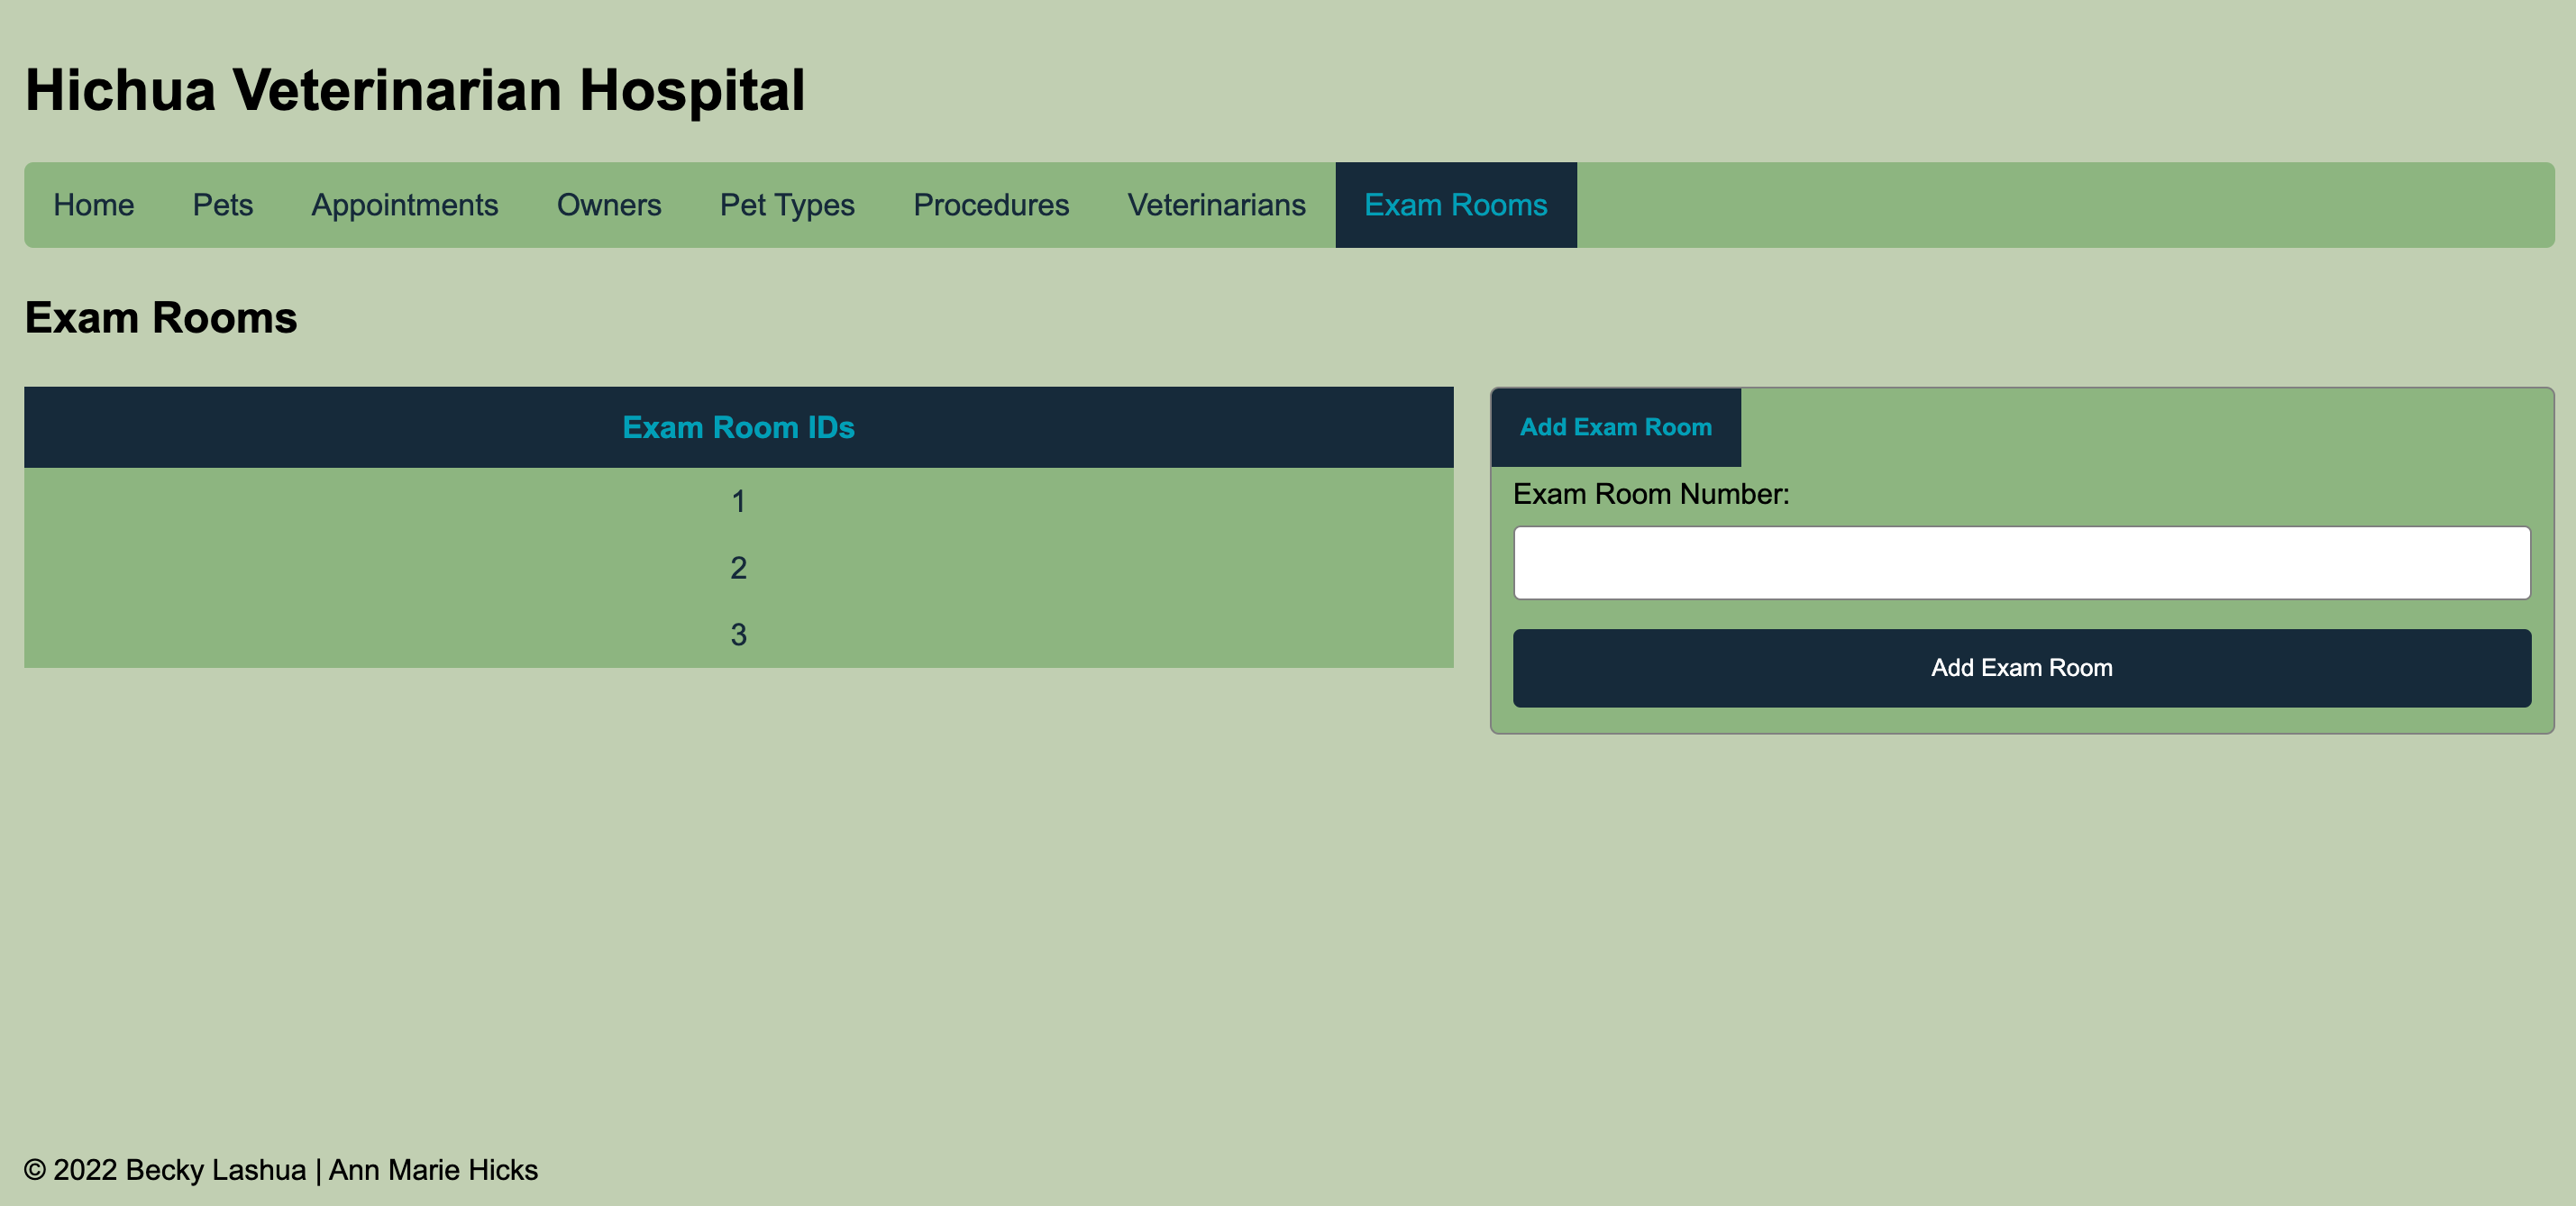 Hichua Veterinarian Hospital
Home Pets Appointments Owners Pet Types Procedures Veterinarians Exam Rooms
Exam Rooms
Exam Room IDs
1
2
3
Add Exam Room
Exam Room Number:
Add Exam Room
© 2022 Becky Lashua | Ann Marie Hicks